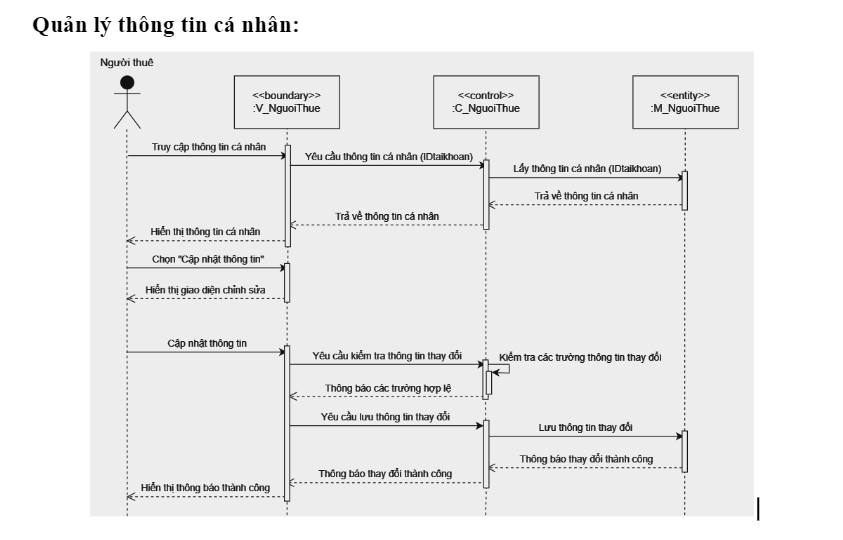 Quản lý thông tin cá nhân:
Người thuê
<<boundary>>
:V_NguoiThue
<<control>>
:C_NguoiThue
<<entity>>
:M_NguoiThue
Truy cập thông tin cá nhân
Yêu cầu thông tin cá nhân (IDtaikhoan)
Lấy thông tin cá nhân (IDtaikhoan)
Trả về thông tin cá nhân
Trả về thông tin cá nhân
Hiển thị thông tin cá nhân
Chọn "Cập nhật thông tin"
Hiển thị giao diện chỉnh sửa
Cập nhật thông tin
Yêu cầu kiểm tra thông tin thay đổi
Kiểm tra các trường thông tin thay đổi
Thông báo các trường hợp lệ
Yêu cầu lưu thông tin thay đổi
Lưu thông tin thay đổi
Thông báo thay đổi thành công
Thông báo thay đổi thành công
Hiển thị thông báo thành công